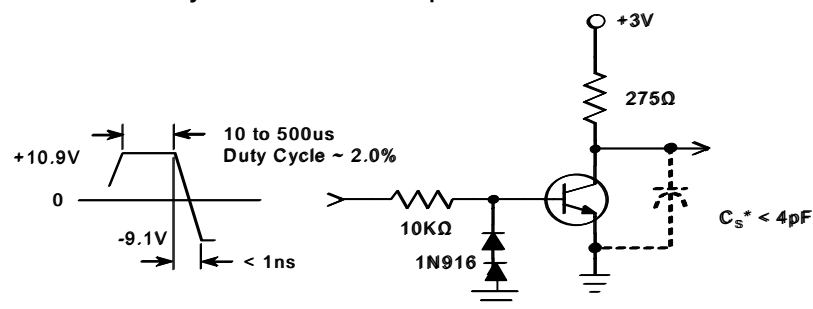 +3V
275Ω
10 to 500us
+10.9V
Duty Cycle ~ 2.0%
0
10KΩ
Cs* < 4pF
-9.1V
1N916
< 1ns